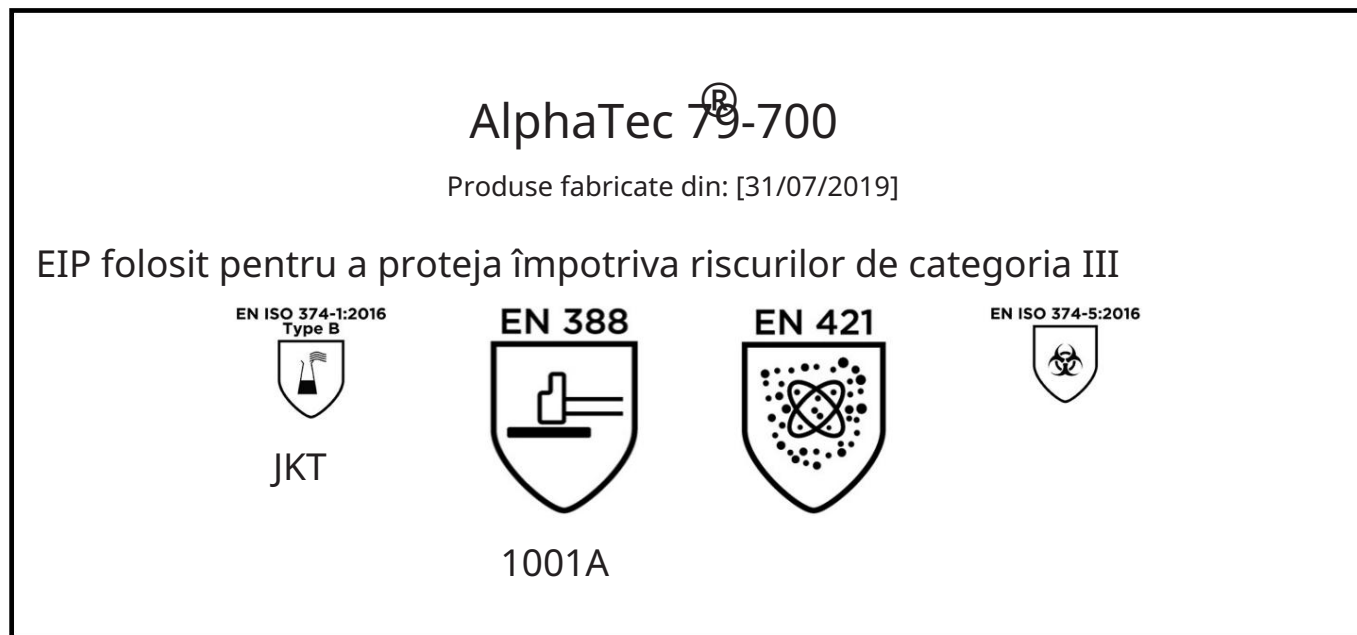 AlphaTec® 79-700
Produse fabricate din: [31/07/2019]
EIP folosit pentru a proteja împotriva riscurilor de categoria III
EN ISO 374-1:2016
Type B
EN 388
EN 421
EN ISO 374-5:2016
JKT
1001A